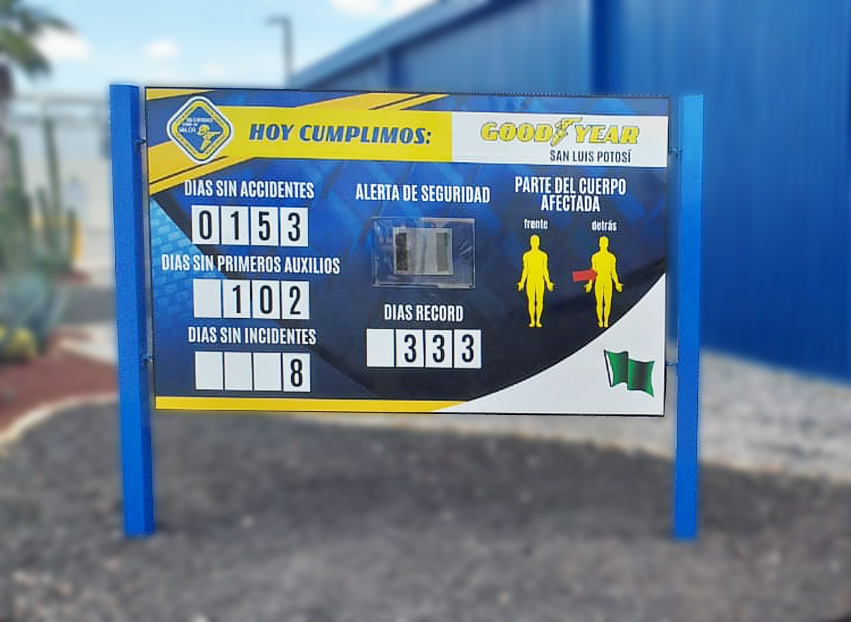 HOY CUMPLIMOS:
GOODYEAR
SAN LUIS POTOSÍ
DIAS SIN ACCIDENTES
0153
DIAS SIN PRIMEROS AUXILIOS
102
DIAS SIN INCIDENTES
8
ALERTA DE SEGURIDAD
DIAS RECORD
333
PARTE DEL CUERPO
AFECTADA
frente
detrás